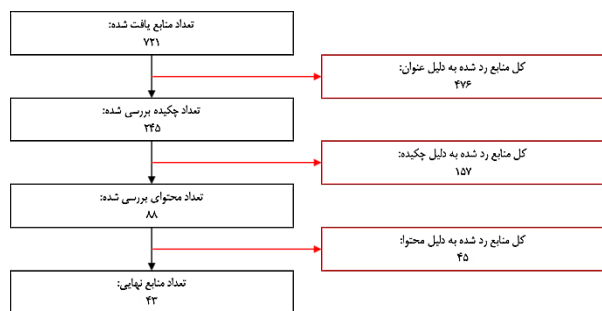 تعداد منابع یافت شده:
۷۲۱
کل منابع رد شده به دلیل عنوان:
۴۷۶
تعداد چکیده بررسی شده:
۲۴۵
کل منابع رد شده به دلیل چکیده:
۱۵۷
تعداد محتوای بررسی شده:
۸۸
کل منابع رد شده به دلیل محتوا:
۴۵
تعداد منابع نهایی:
۴۳